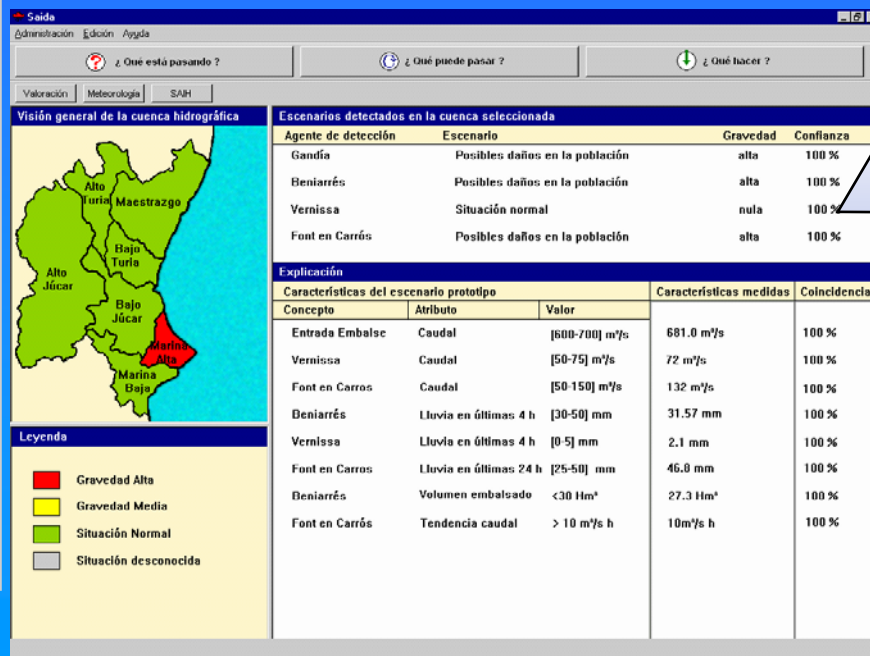 Saida
Administración Edición Ayuda
¿ Qué está pasando ? ¿ Qué puede pasar ? ¿ Qué hacer ?
Valoración Meteorología SAIH
Visión general de la cuenca hidrográfica
Alto
Turia
Maestrazgo
Bajo
Turia
Alto
Júcar
Bajo
Júcar
Marina
Alta
Marina
Baja
Leyenda
Gravedad Alta
Gravedad Media
Situación Normal
Situación desconocida
Escenarios detectados en la cuenca seleccionada
Agente de detección Escenario Gravedad Confianza
Gandía Posibles daños en la población alta 100 %
Beniarrés Posibles daños en la población alta 100 %
Vernissa Situación normal nula 100 %
Font en Carrós Posibles daños en la población alta 100 %
Explicación
Características del escenario prototipo Características medidas Coincidencia
Concepto Atributo Valor
Entrada Embalse Caudal [600-700] m³/s 681.0 m³/s 100 %
Vernissa Caudal [50-75] m³/s 72 m³/s 100 %
Font en Carros Caudal [50-150] m³/s 132 m³/s 100 %
Beniarrés Lluvia en últimas 4 h [30-50] mm 31.57 mm 100 %
Vernissa Lluvia en últimas 4 h [0-5] mm 2.1 mm 100 %
Font en Carros Lluvia en últimas 24 h [25-50] mm 46.8 mm 100 %
Beniarrés Volumen embalsado <30 Hm³ 27.3 Hm³ 100 %
Font en Carrós Tendencia caudal > 10 m³/s h 10m³/s h 100 %